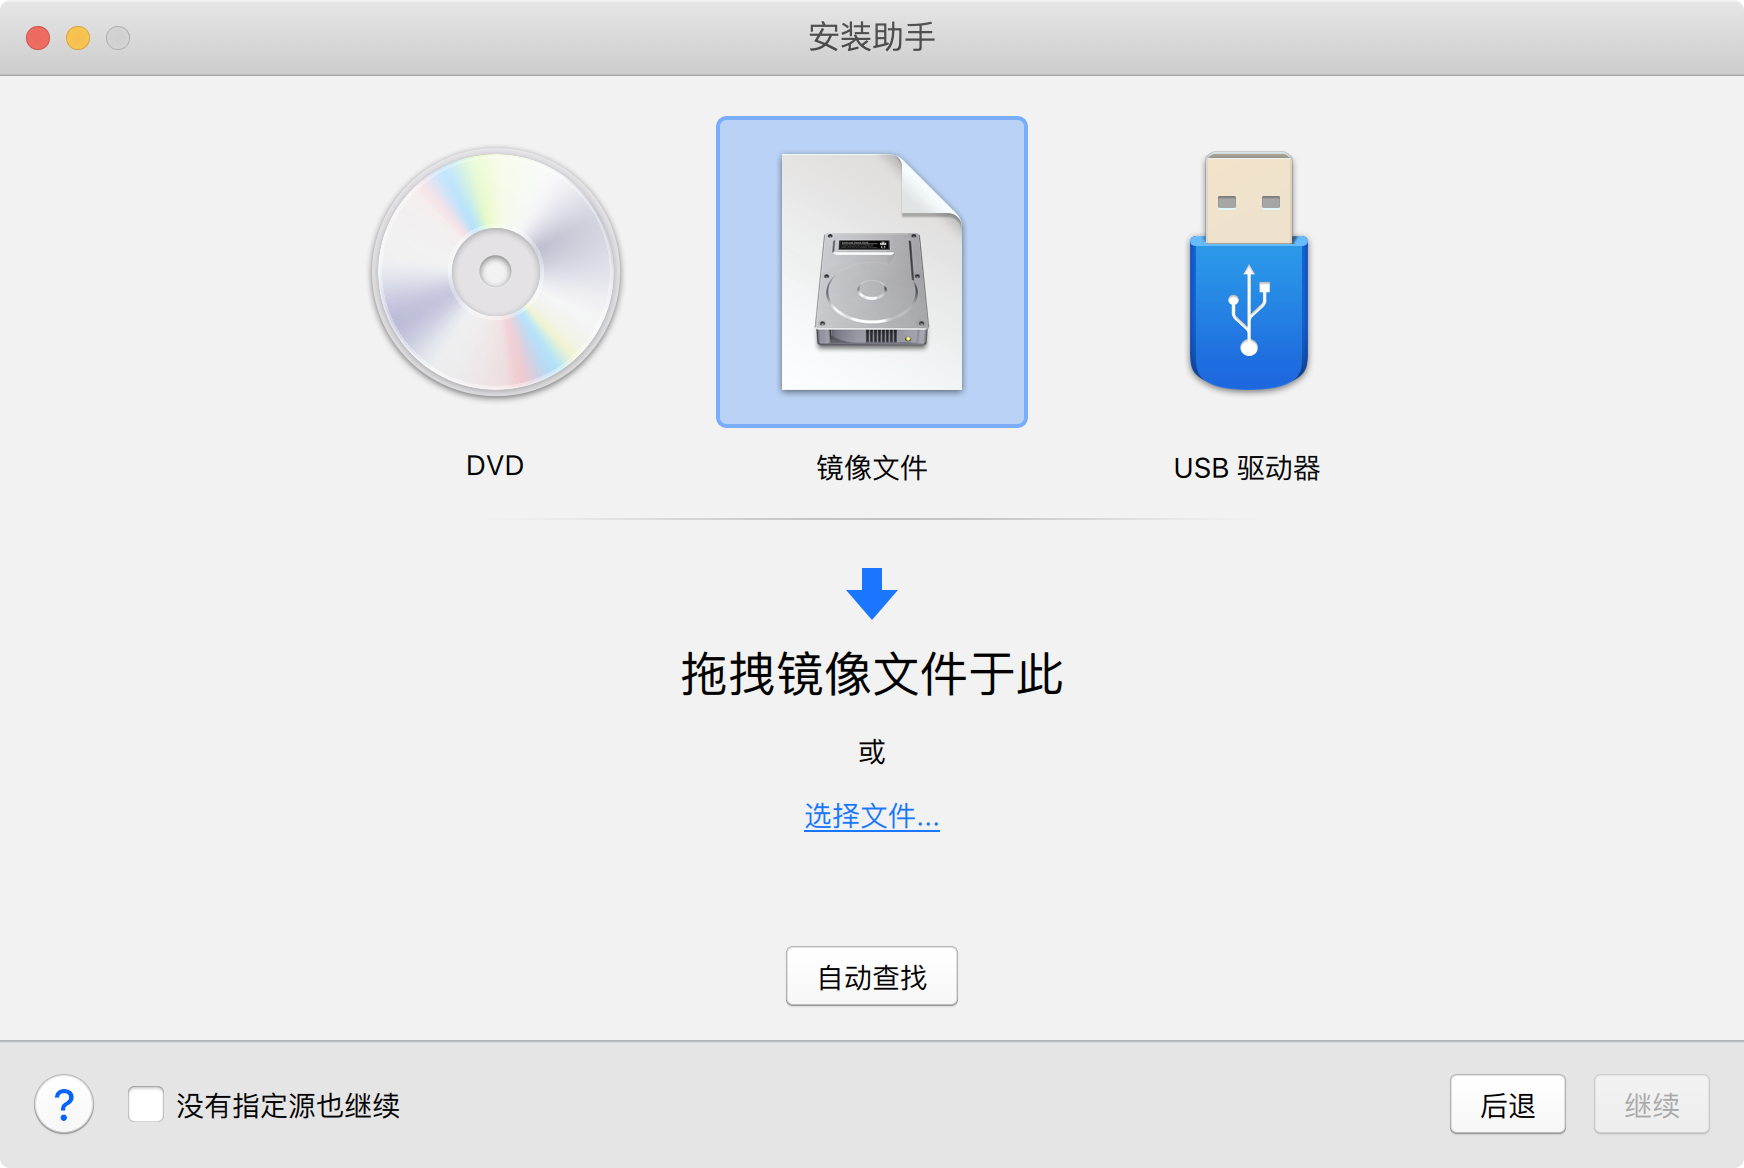 安装助手
DVD
镜像文件
USB 驱动器
拖拽镜像文件于此
或
选择文件...
自动查找
?
没有指定源也继续
后退
继续